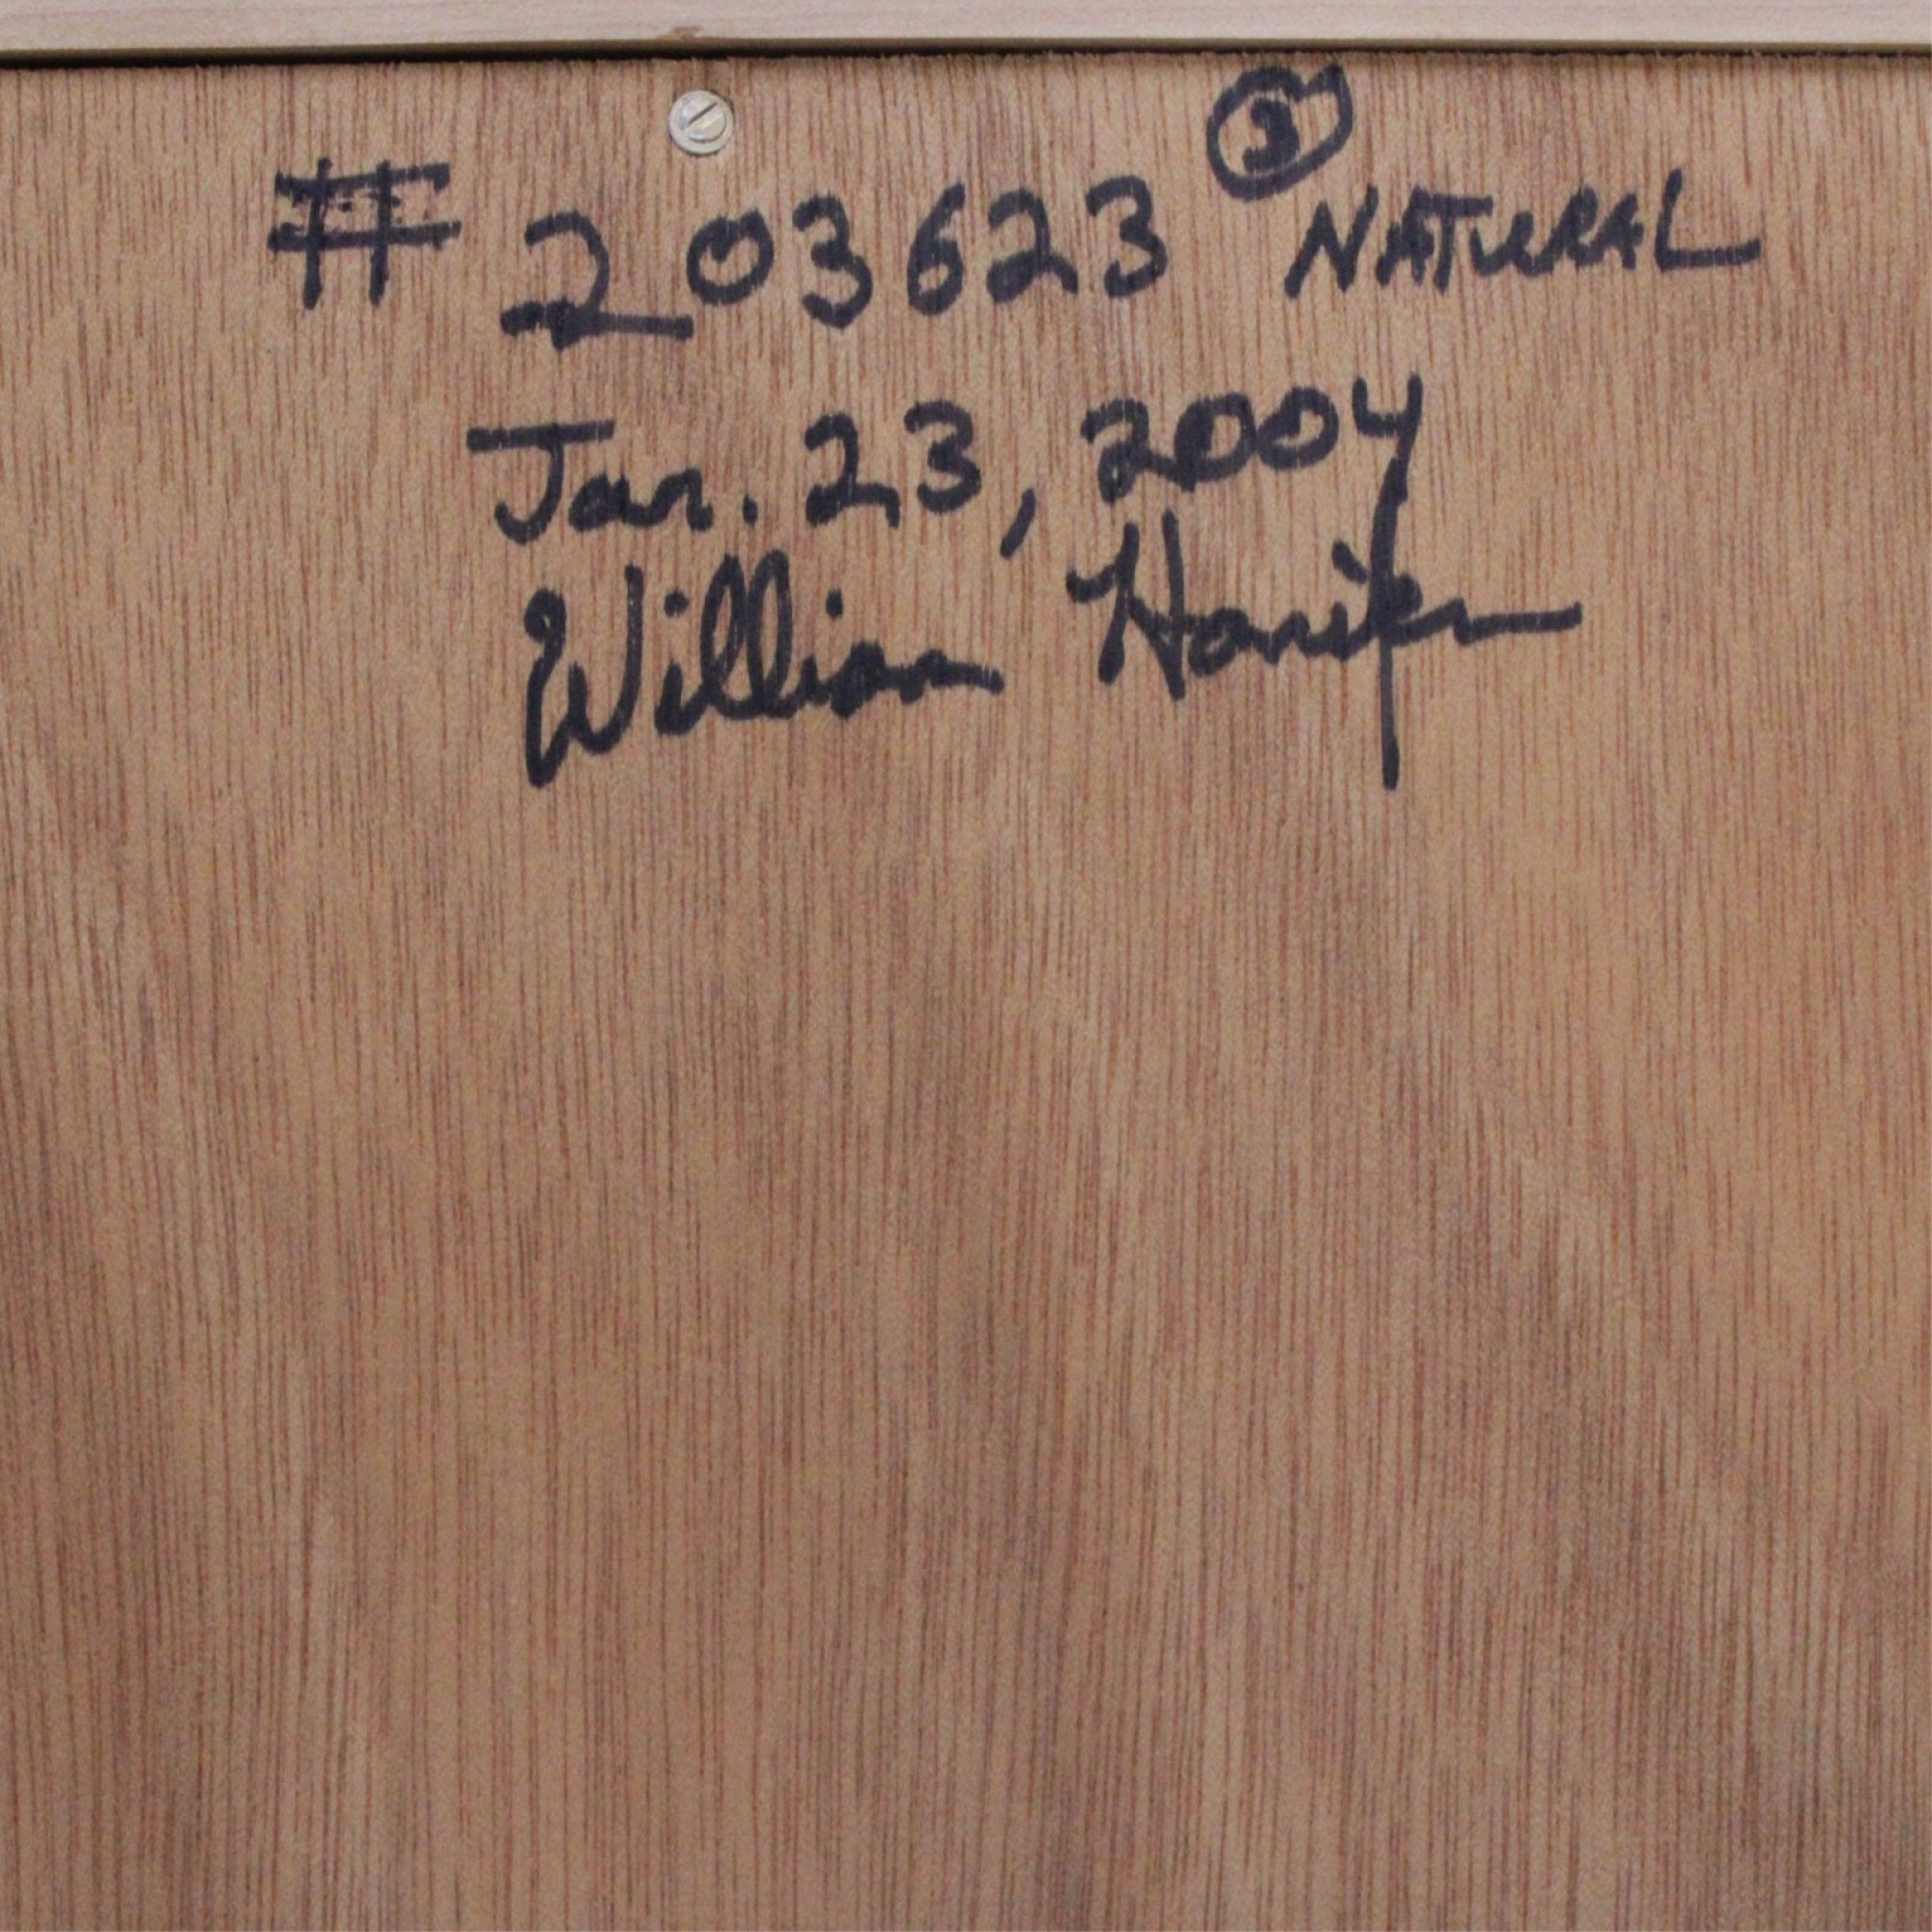 # 203623 ③ NATURAL
Jan. 23, 2004
William